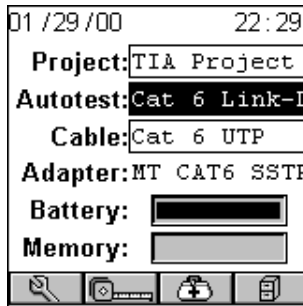 01/29/00 22:29
Project: TIA Project
Autotest: Cat 6 Link-
Cable: Cat 6 UTP
Adapter: MT CAT6 SSTP
Battery:
Memory: